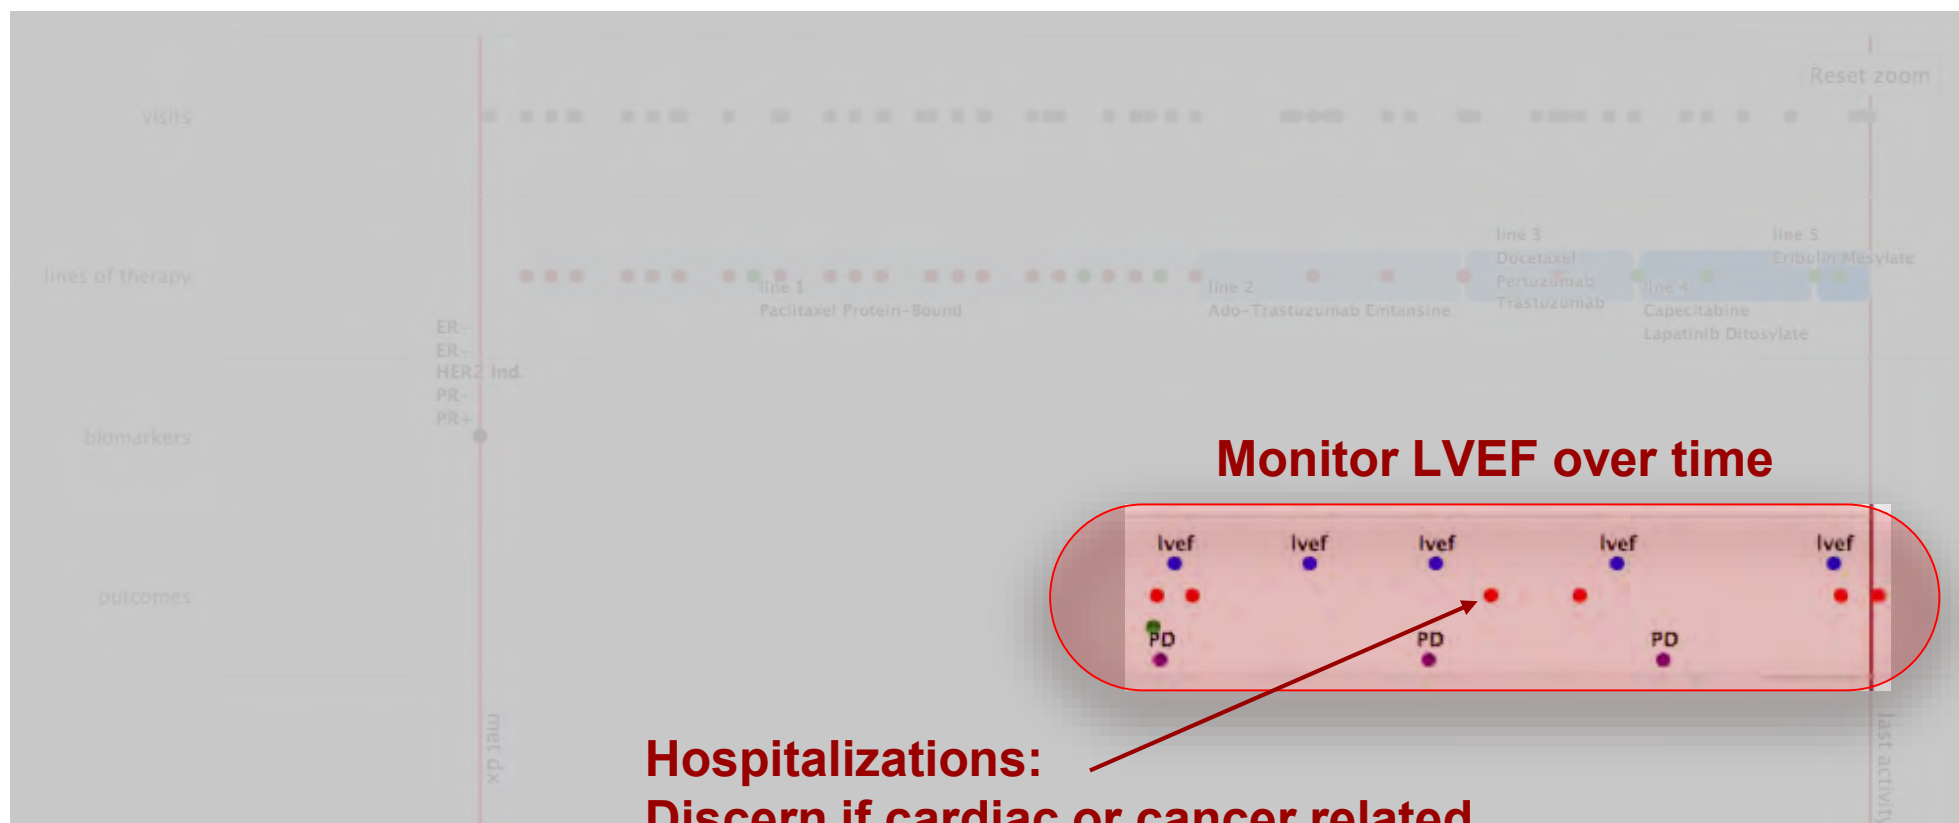 Reset zoom
visits
line 3
line 5
Docetaxel
Eribulin Mesylate
lines of therapy
line 1
line 2
Pertuzumab
line 4
Paclitaxel Protein-Bound
Ado-Trastuzumab Emtansine
Trastuzumab
Capecitabine
Lapatinib Ditosylate
ER-
ER-
HER2 Ind.
PR-
PR+
biomarkers
Monitor LVEF over time
lvef lvef lvef lvef lvef
outcomes
PD PD PD
met dx
last activity
Hospitalizations:
Discern if cardiac or cancer related